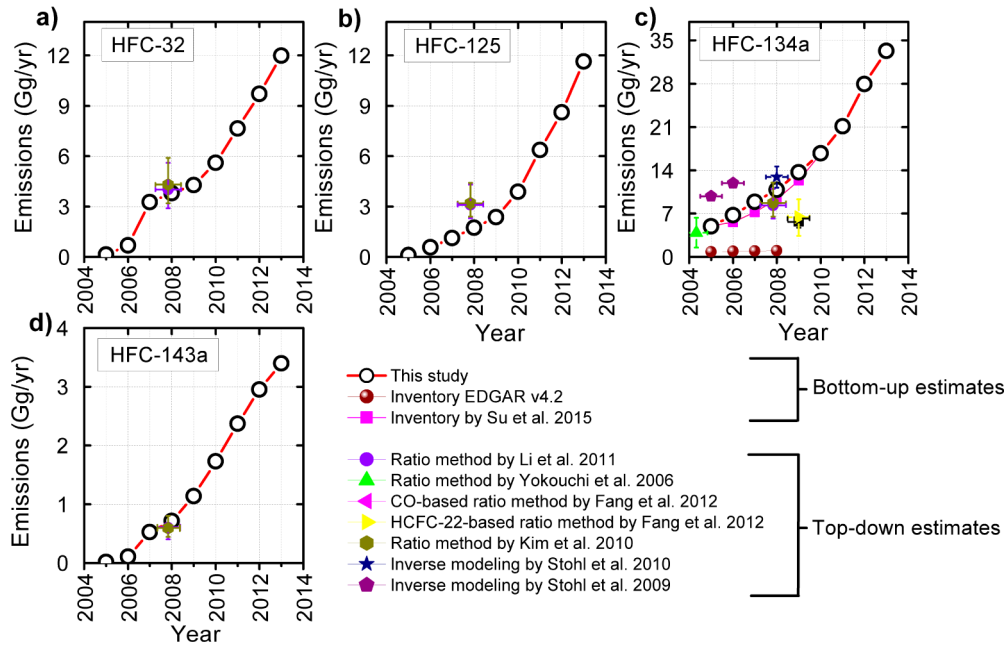 a)
HFC-32
Emissions (Gg/yr)
12
9
6
3
0
2004
2006
2008
2010
2012
2014
b)
HFC-125
Emissions (Gg/yr)
12
9
6
3
0
2004
2006
2008
2010
2012
2014
Year
c)
HFC-134a
Emissions (Gg/yr)
35
28
21
14
7
0
2004
2006
2008
2010
2012
2014
Year
d)
HFC-143a
Emissions (Gg/yr)
4
3
2
1
0
2004
2006
2008
2010
2012
2014
Year
This study
Inventory EDGAR v4.2
Inventory by Su et al. 2015
Bottom-up estimates
Ratio method by Li et al. 2011
Ratio method by Yokouchi et al. 2006
CO-based ratio method by Fang et al. 2012
HCFC-22-based ratio method by Fang et al. 2012
Ratio method by Kim et al. 2010
Inverse modeling by Stohl et al. 2010
Inverse modeling by Stohl et al. 2009
Top-down estimates